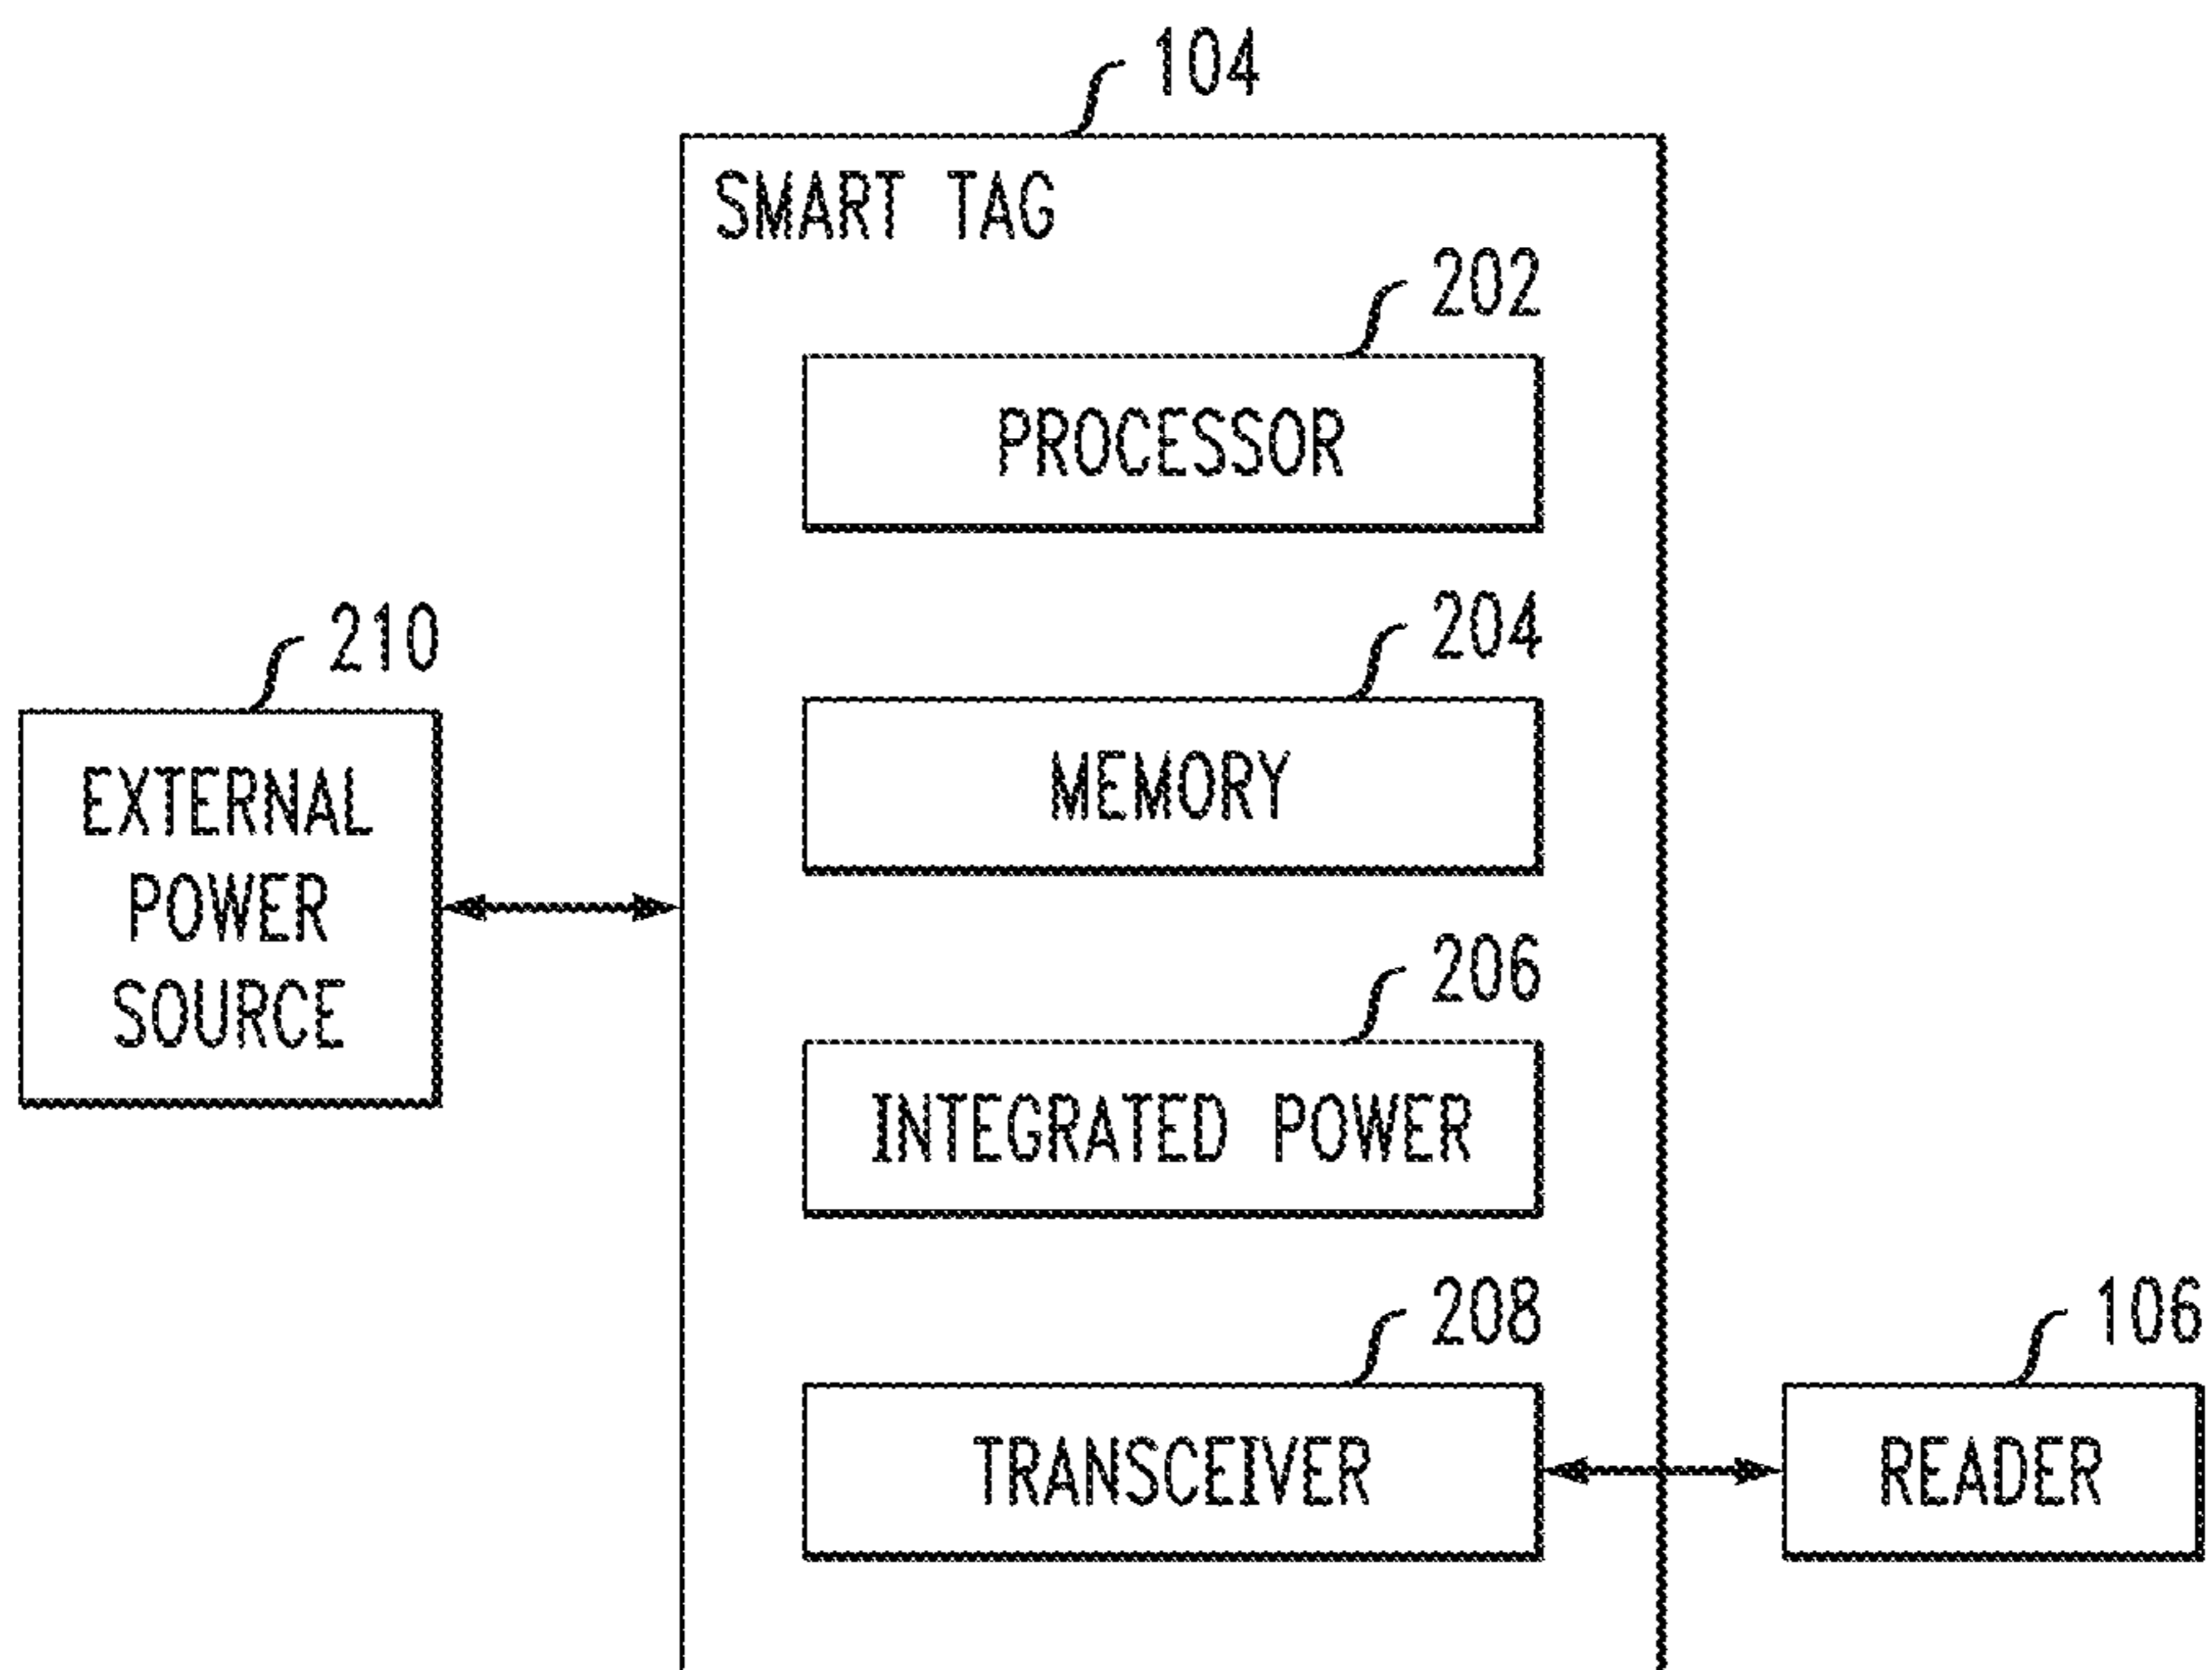 104
SMART TAG
202
PROCESSOR
210
EXTERNAL
POWER
SOURCE
204
MEMORY
206
INTEGRATED POWER
208
TRANSCEIVER
106
READER